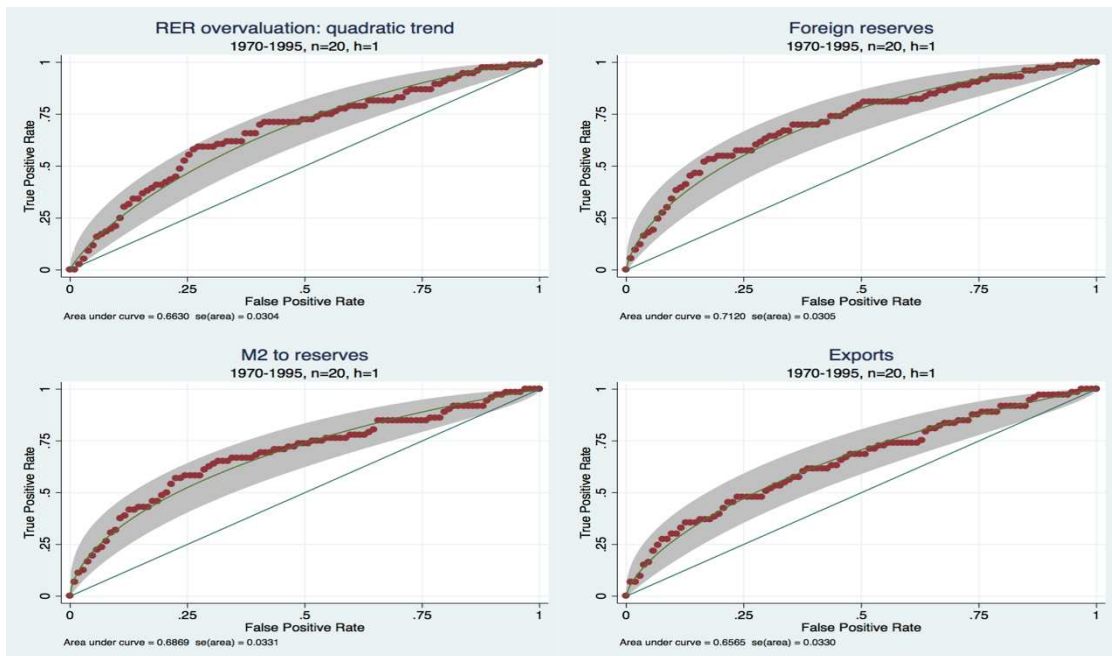 RER overvaluation: quadratic trend
1970-1995, n=20, h=1
True Positive Rate
1
.75
.5
.25
0
0 .25 .5 .75 1
False Positive Rate
Area under curve = 0.6630 se(area) = 0.0304
Foreign reserves
1970-1995, n=20, h=1
True Positive Rate
1
.75
.5
.25
0
0 .25 .5 .75 1
False Positive Rate
Area under curve = 0.7120 se(area) = 0.0305
M2 to reserves
1970-1995, n=20, h=1
True Positive Rate
1
.75
.5
.25
0
0 .25 .5 .75 1
False Positive Rate
Area under curve = 0.6869 se(area) = 0.0331
Exports
1970-1995, n=20, h=1
True Positive Rate
1
.75
.5
.25
0
0 .25 .5 .75 1
False Positive Rate
Area under curve = 0.6565 se(area) = 0.0330